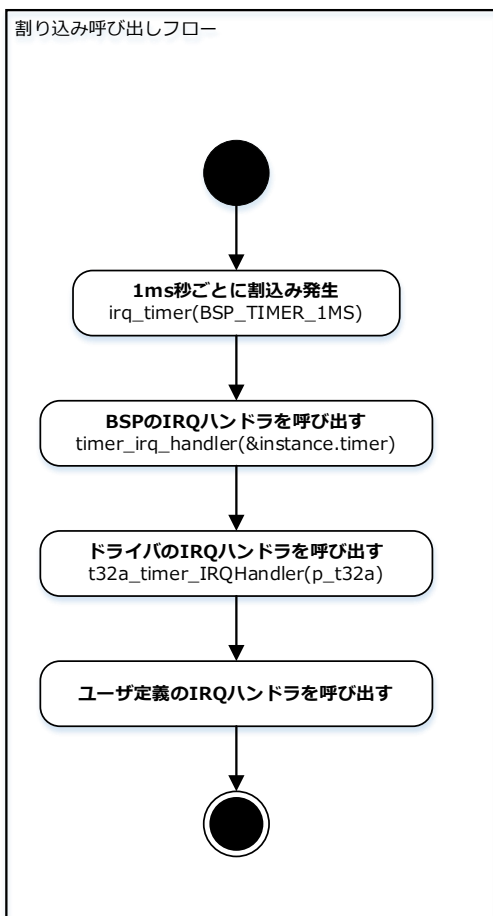 割り込み呼び出しフロー
1ms秒ごとに割込み発生
irq_timer(BSP_TIMER_1MS)
BSPのIRQハンドラを呼び出す
timer_irq_handler(&instance.timer)
ドライバのIRQハンドラを呼び出す
t32a_timer_IRQHandler(p_t32a)
ユーザ定義のIRQハンドラを呼び出す